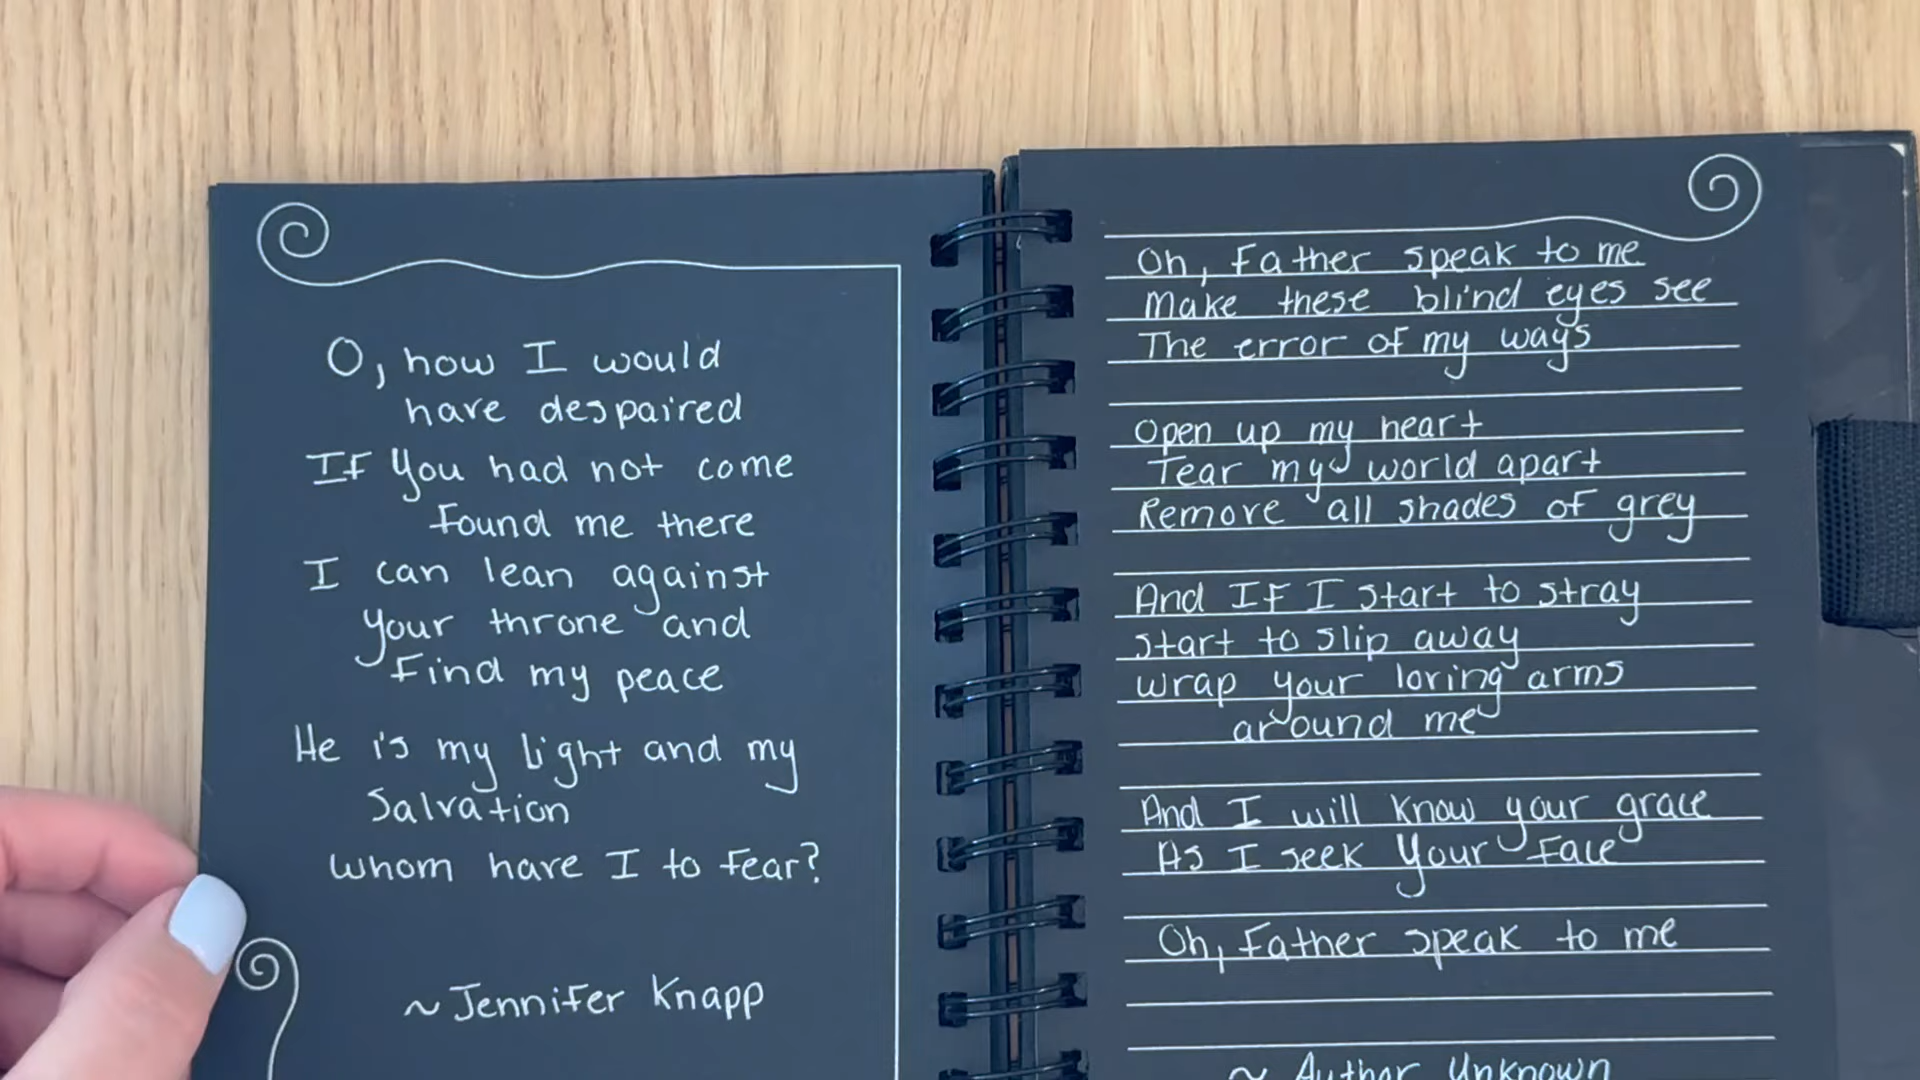 O, how I would
have despaired
If You had not come
found me there
I can lean against
your throne and
find my peace
He is my light and my
Salvation
whom have I to fear?
~ Jennifer Knapp
Oh, Father speak to me
Make these blind eyes see
The error of my ways
Open up my heart
Tear my world apart
Remove all shades of grey
And If I start to stray
start to slip away
wrap your loving arms
around me
And I will know your grace
As I seek Your face
Oh, Father speak to me
~ Author Unknown